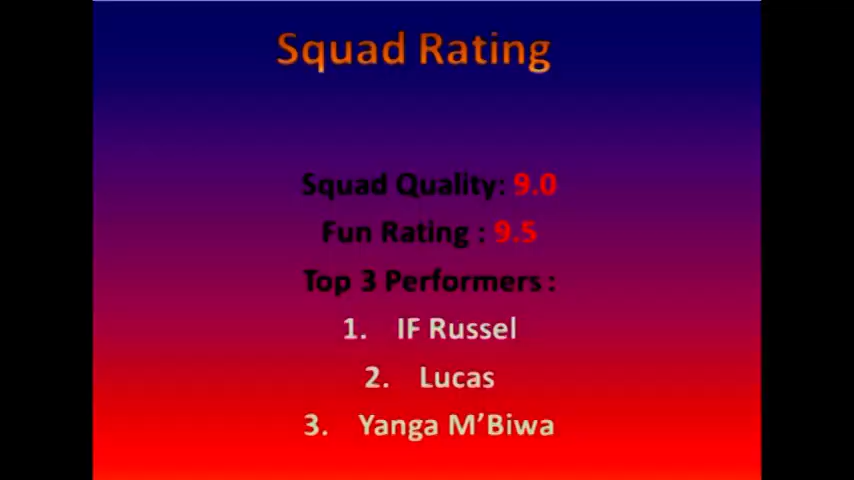 Squad Rating
Squad Quality: 9.0
Fun Rating : 9.5
Top 3 Performers :
1. IF Russel
2. Lucas
3. Yanga M’Biwa